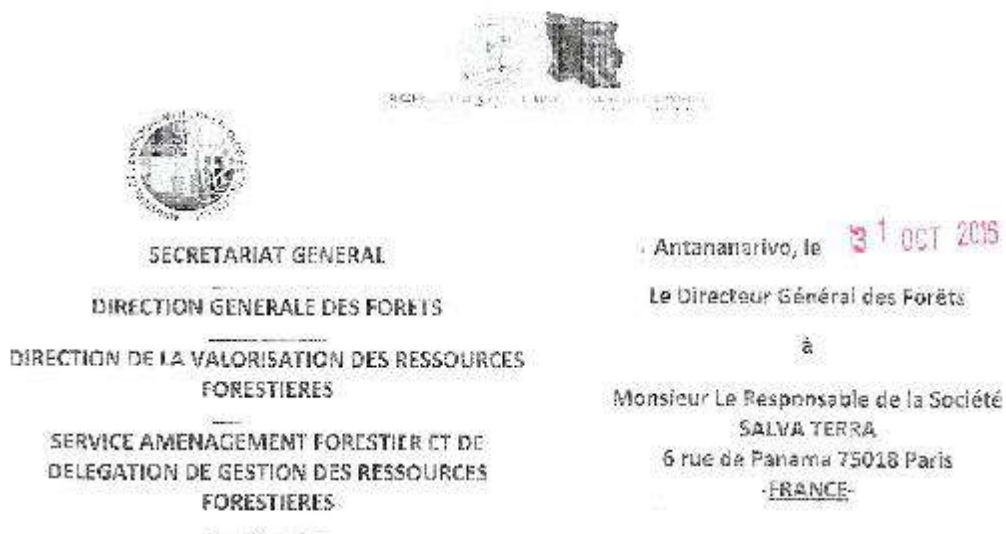 SECRETARIAT GENERAL
DIRECTION GENERALE DES FORETS
DIRECTION DE LA VALORISATION DES RESSOURCES
FORESTIERES
SERVICE AMENAGEMENT FORESTIER ET DE
DELEGATION DE GESTION DES RESSOURCES
FORESTIERES
Antananarivo, le 31 OCT 2016
Le Directeur Général des Forêts
à
Monsieur Le Responsable de la Société
SALVA TERRA
6 rue de Panama 75018 Paris
-FRANCE-